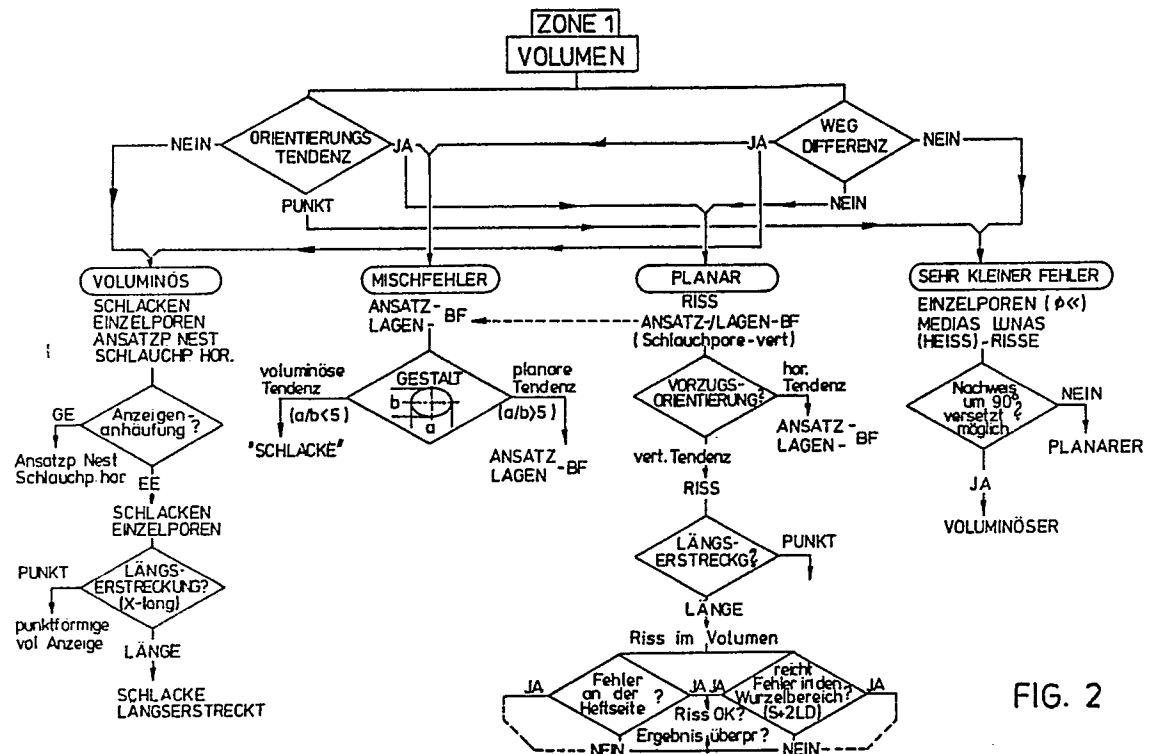 ZONE 1
VOLUMEN
NEIN
ORIENTIERUNGS
TENDENZ
JA
PUNKT
JA
WEG
DIFFERENZ
NEIN
NEIN
VOLUMINÖS
SCHLACKEN
EINZELPOREN
ANSATZP NEST
SCHLAUCHP HOR.
Anzeigen-
anhäufung ?
GE
Ansatzp Nest
Schlauchp. hor
EE
SCHLACKEN
EINZELPOREN
PUNKT
LÄNGS-
ERSTRECKUNG?
(X-lang)
punktförmige
vol Anzeige
LÄNGE
SCHLACKE
LÄNGSERSTRECKT
MISCHFEHLER
ANSATZ-
LAGEN- BF
voluminöse
Tendenz
(a/b<5)
GESTALT
b
a
planare
Tendenz
(a/b>5)
"SCHLACKE"
ANSATZ
LAGEN -BF
PLANAR
RISS
ANSATZ-/LAGEN-BF
(Schlauchpore-vert)
VORZUGS-
ORIENTIERUNG?
hor.
Tendenz
ANSATZ-
LAGEN- BF
vert. Tendenz
RISS
LÄNGS-
ERSTRECKG?
PUNKT
LÄNGE
Riss im Volumen
JA
Fehler
an der ?
Heftseite
JA
JA
reicht
Fehler in den
Wurzelbereich?
(S+2LD)
JA
Riss OK?
Ergebnis überpr?
NEIN
NEIN
SEHR KLEINER FEHLER
EINZELPOREN (ø«)
MEDIAS LUNAS
(HEISS)-RISSE
Nachweis
um 90° ?
versetzt
möglich
NEIN
PLANARER
JA
VOLUMINÖSER
FIG. 2